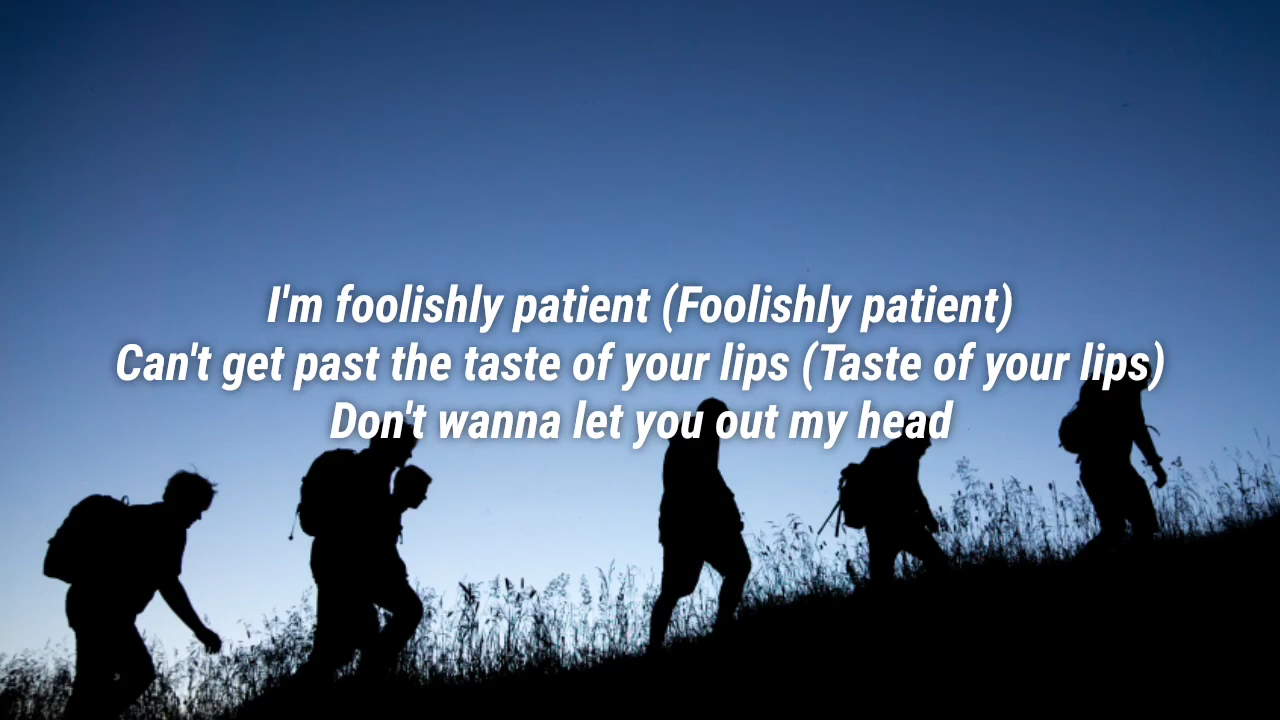 I'm foolishly patient (Foolishly patient)
Can't get past the taste of your lips (Taste of your lips)
Don't wanna let you out my head